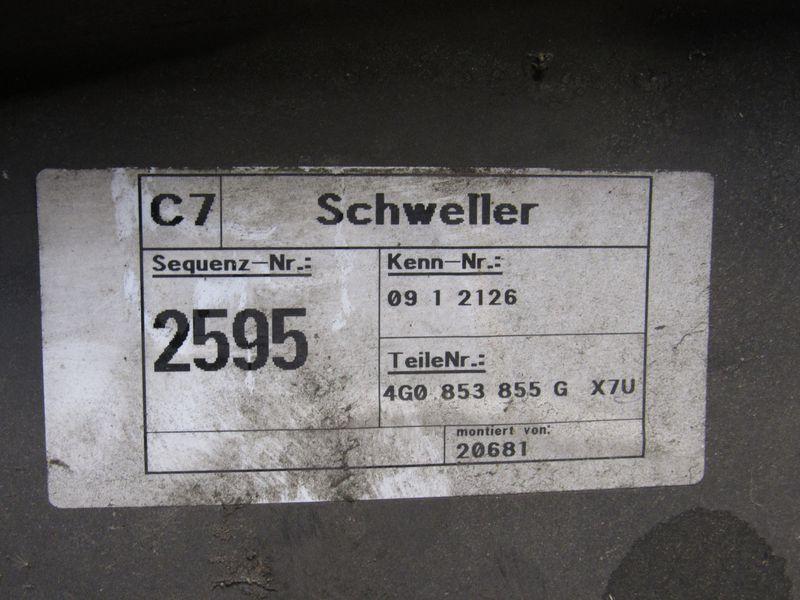 C7 Schweller
Sequenz-Nr.:
2595
Kenn-Nr.:
09 1 2126
TeileNr.:
4G0 853 855 G X7U
montiert von:
20681